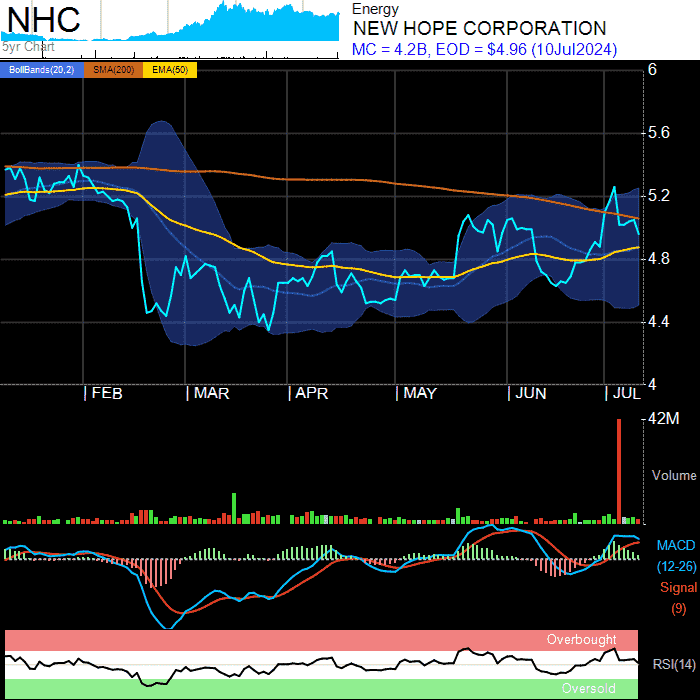 NHC
5yr Chart
Energy
NEW HOPE CORPORATION
MC = 4.2B, EOD = $4.96 (10Jul2024)
BollBands(20,2) SMA(200) EMA(50)
6
5.6
5.2
4.8
4.4
4
FEB MAR APR MAY JUN JUL
42M
Volume
MACD
(12-26)
Signal
(9)
Overbought
RSI(14)
Oversold